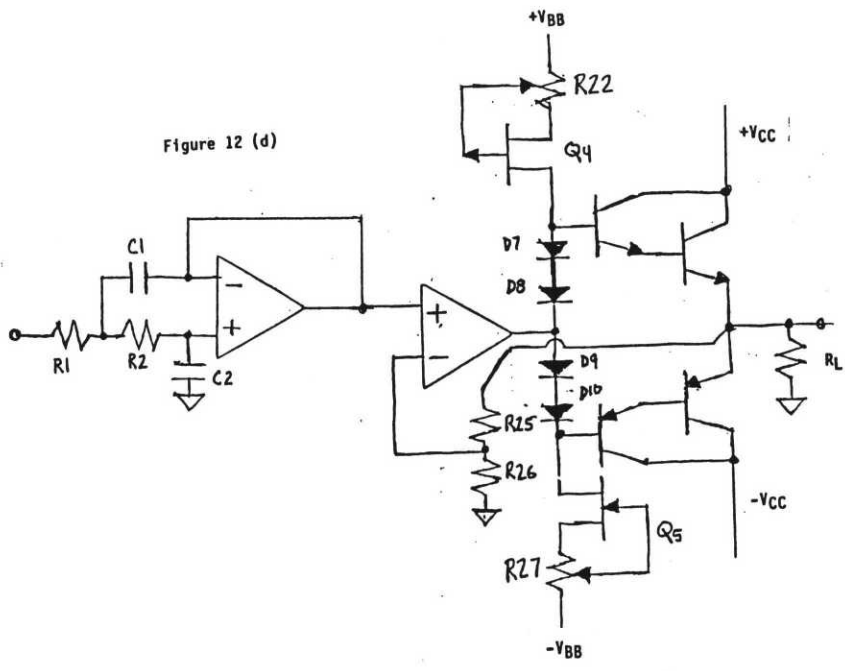 +VBB
R22
Figure 12 (d)
Q4
+VCC
C1
D7
-
D8
+
+
R1
R2
-
D9
RL
C2
D10
R25
R26
-VCC
Q5
R27
-VBB